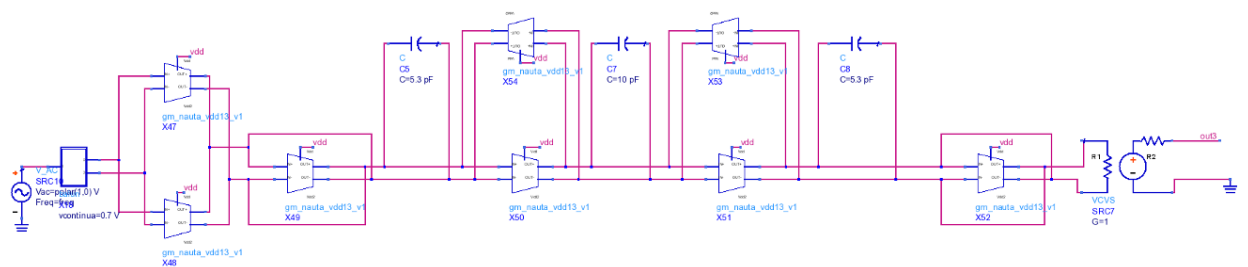 vdd
gm_nauta_vdd13_v1
X47
V_AC
SRC10
Vac=polar(1,0) V
Freq=freq
vcontinua=0.7 V
vdd
gm_nauta_vdd13_v1
X48
vdd
gm_nauta_vdd13_v1
X49
C
C5
C=5.3 pF
vdd
gm_nauta_vdd13_v1
X54
vdd
gm_nauta_vdd13_v1
X50
C
C7
C=10 pF
vdd
gm_nauta_vdd13_v1
X53
vdd
gm_nauta_vdd13_v1
X51
C
C8
C=5.3 pF
vdd
gm_nauta_vdd13_v1
X52
R1
R2
VCVS
SRC7
G=1
out3